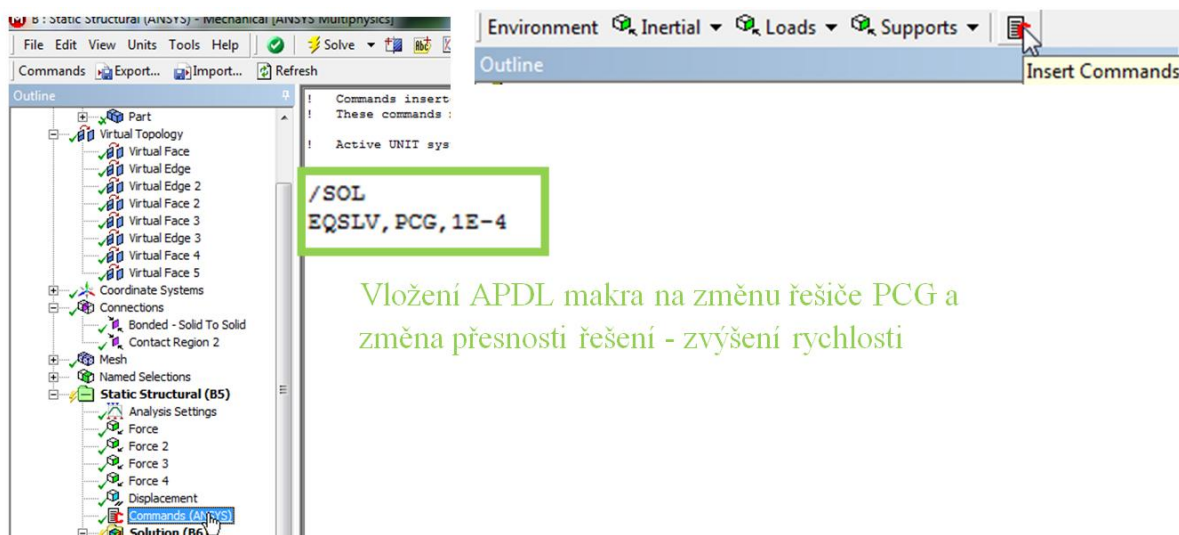 B : Static Structural (ANSYS) - Mechanical [ANSYS Multiphysics]
File Edit View Units Tools Help Solve
Commands Export... Import... Refresh
Outline
Part
Virtual Topology
Virtual Face
Virtual Edge
Virtual Edge 2
Virtual Face 2
Virtual Face 3
Virtual Edge 3
Virtual Face 4
Virtual Face 5
Coordinate Systems
Connections
Bonded - Solid To Solid
Contact Region 2
Mesh
Named Selections
Static Structural (B5)
Analysis Settings
Force
Force 2
Force 3
Force 4
Displacement
Commands (ANSYS)
Solution (B6)
! Commands insert
! These commands
! Active UNIT sys
/SOL
EQSLV,PCG,1E-4
Environment Inertial Loads Supports
Outline
Insert Commands
Vložení APDL makra na změnu řešiče PCG a
změna přesnosti řešení - zvýšení rychlosti